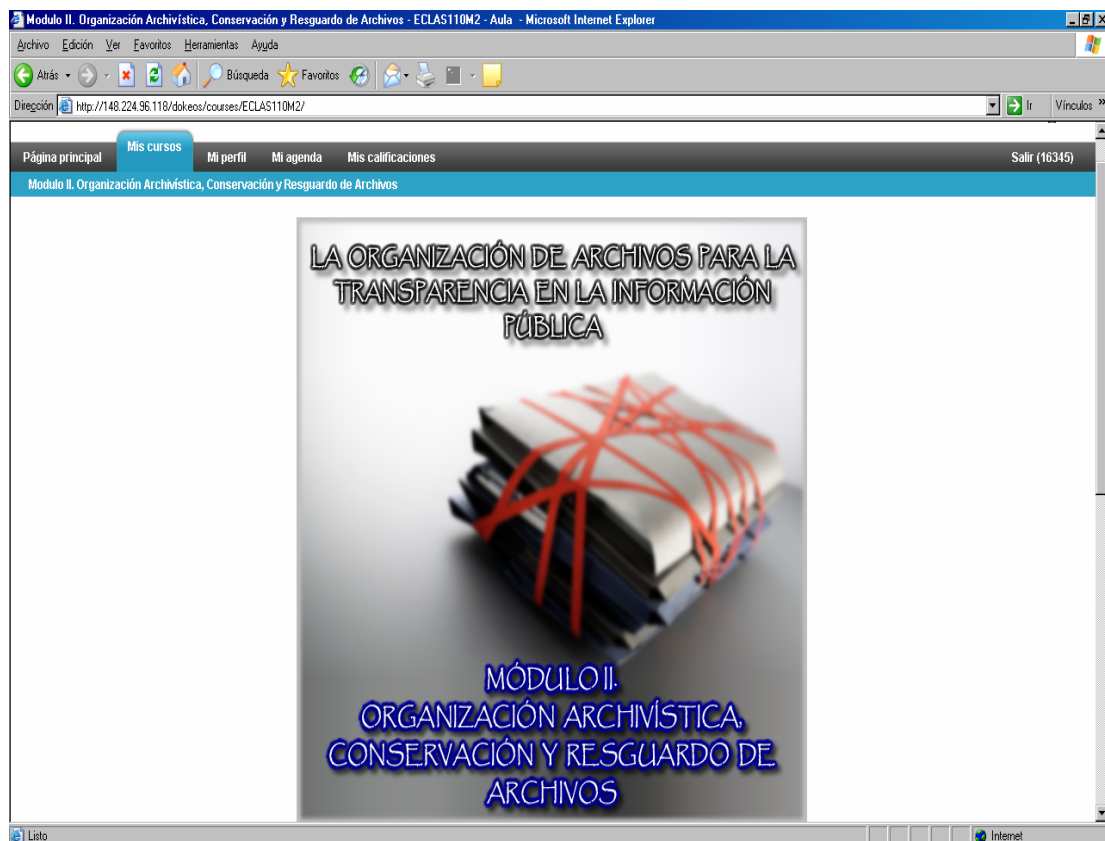 Modulo II. Organización Archivística, Conservación y Resguardo de Archivos - ECLAS110M2 - Aula - Microsoft Internet Explorer
Archivo Edición Ver Favoritos Herramientas Ayuda
Atrás Búsqueda Favoritos
Dirección http://148.224.96.118/dokeos/courses/ECLAS110M2/ Ir Vínculos »
Página principal Mis cursos Mi perfil Mi agenda Mis calificaciones Salir (16345)
Modulo II. Organización Archivística, Conservación y Resguardo de Archivos
LA ORGANIZACIÓN DE ARCHIVOS PARA LA
TRANSPARENCIA EN LA INFORMACIÓN
PÚBLICA
MÓDULO II.
ORGANIZACIÓN ARCHIVÍSTICA,
CONSERVACIÓN Y RESGUARDO DE
ARCHIVOS
Listo Internet